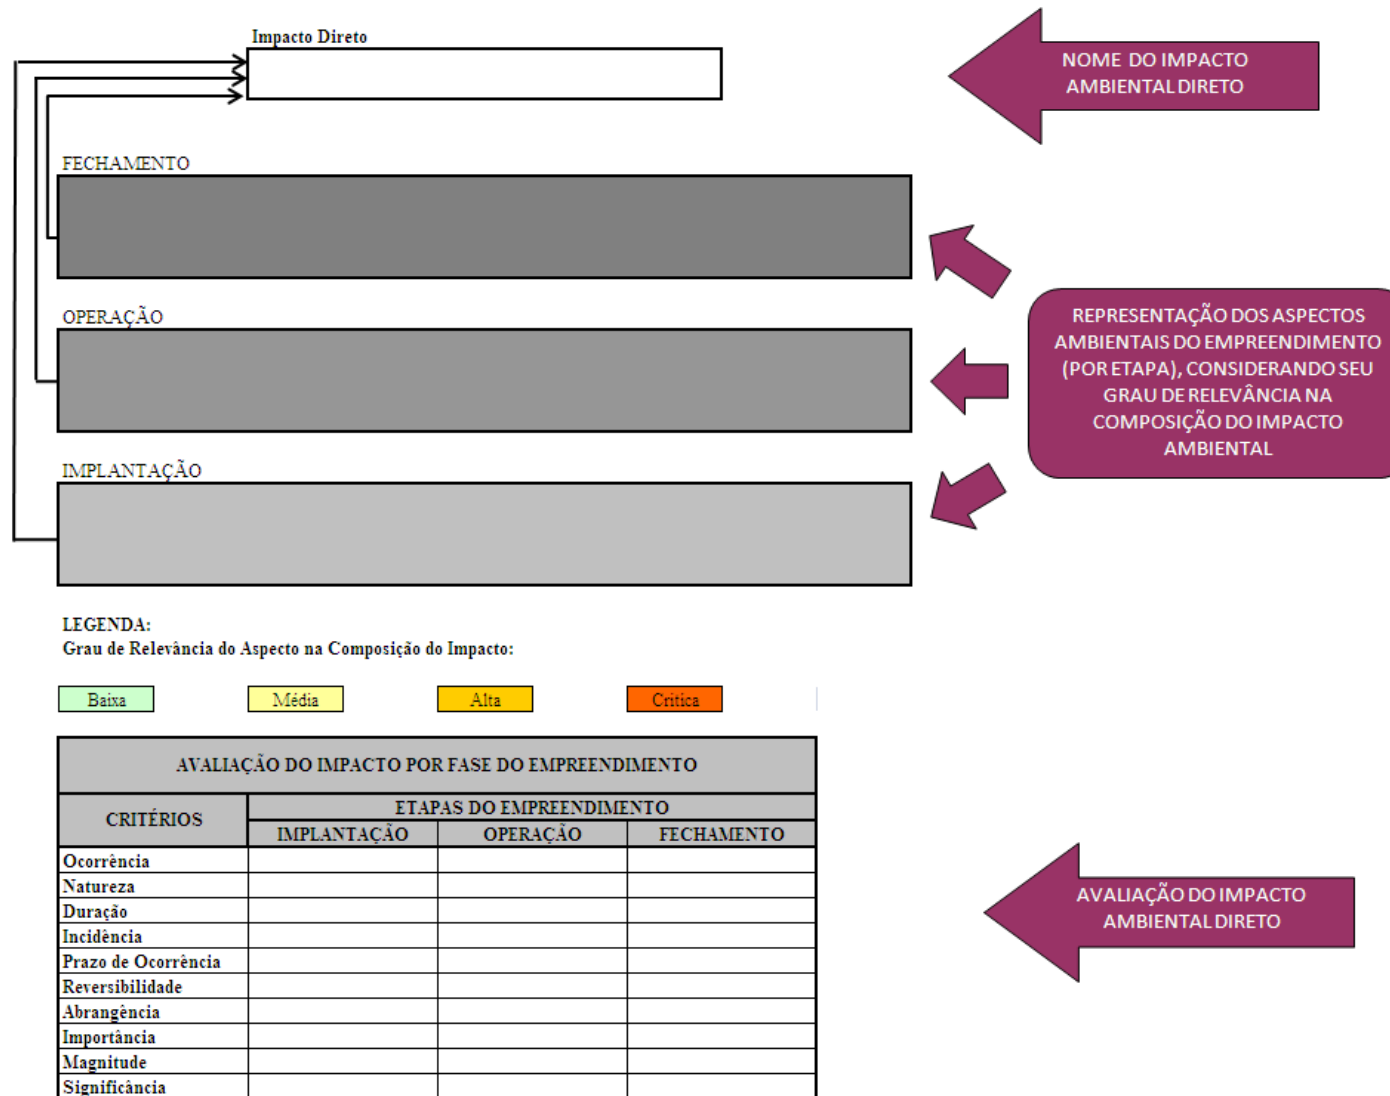 Impacto Direto
NOME DO IMPACTO
AMBIENTAL DIRETO
FECHAMENTO
OPERAÇÃO
IMPLANTAÇÃO
REPRESENTAÇÃO DOS ASPECTOS
AMBIENTAIS DO EMPREENDIMENTO
(POR ETAPA), CONSIDERANDO SEU
GRAU DE RELEVÂNCIA NA
COMPOSIÇÃO DO IMPACTO
AMBIENTAL
LEGENDA:
Grau de Relevância do Aspecto na Composição do Impacto:
Baixa Média Alta Crítica
AVALIAÇÃO DO IMPACTO POR FASE DO EMPREENDIMENTO
CRITÉRIOS
ETAPAS DO EMPREENDIMENTO
IMPLANTAÇÃO OPERAÇÃO FECHAMENTO
Ocorrência
Natureza
Duração
Incidência
Prazo de Ocorrência
Reversibilidade
Abrangência
Importância
Magnitude
Significância
AVALIAÇÃO DO IMPACTO
AMBIENTAL DIRETO